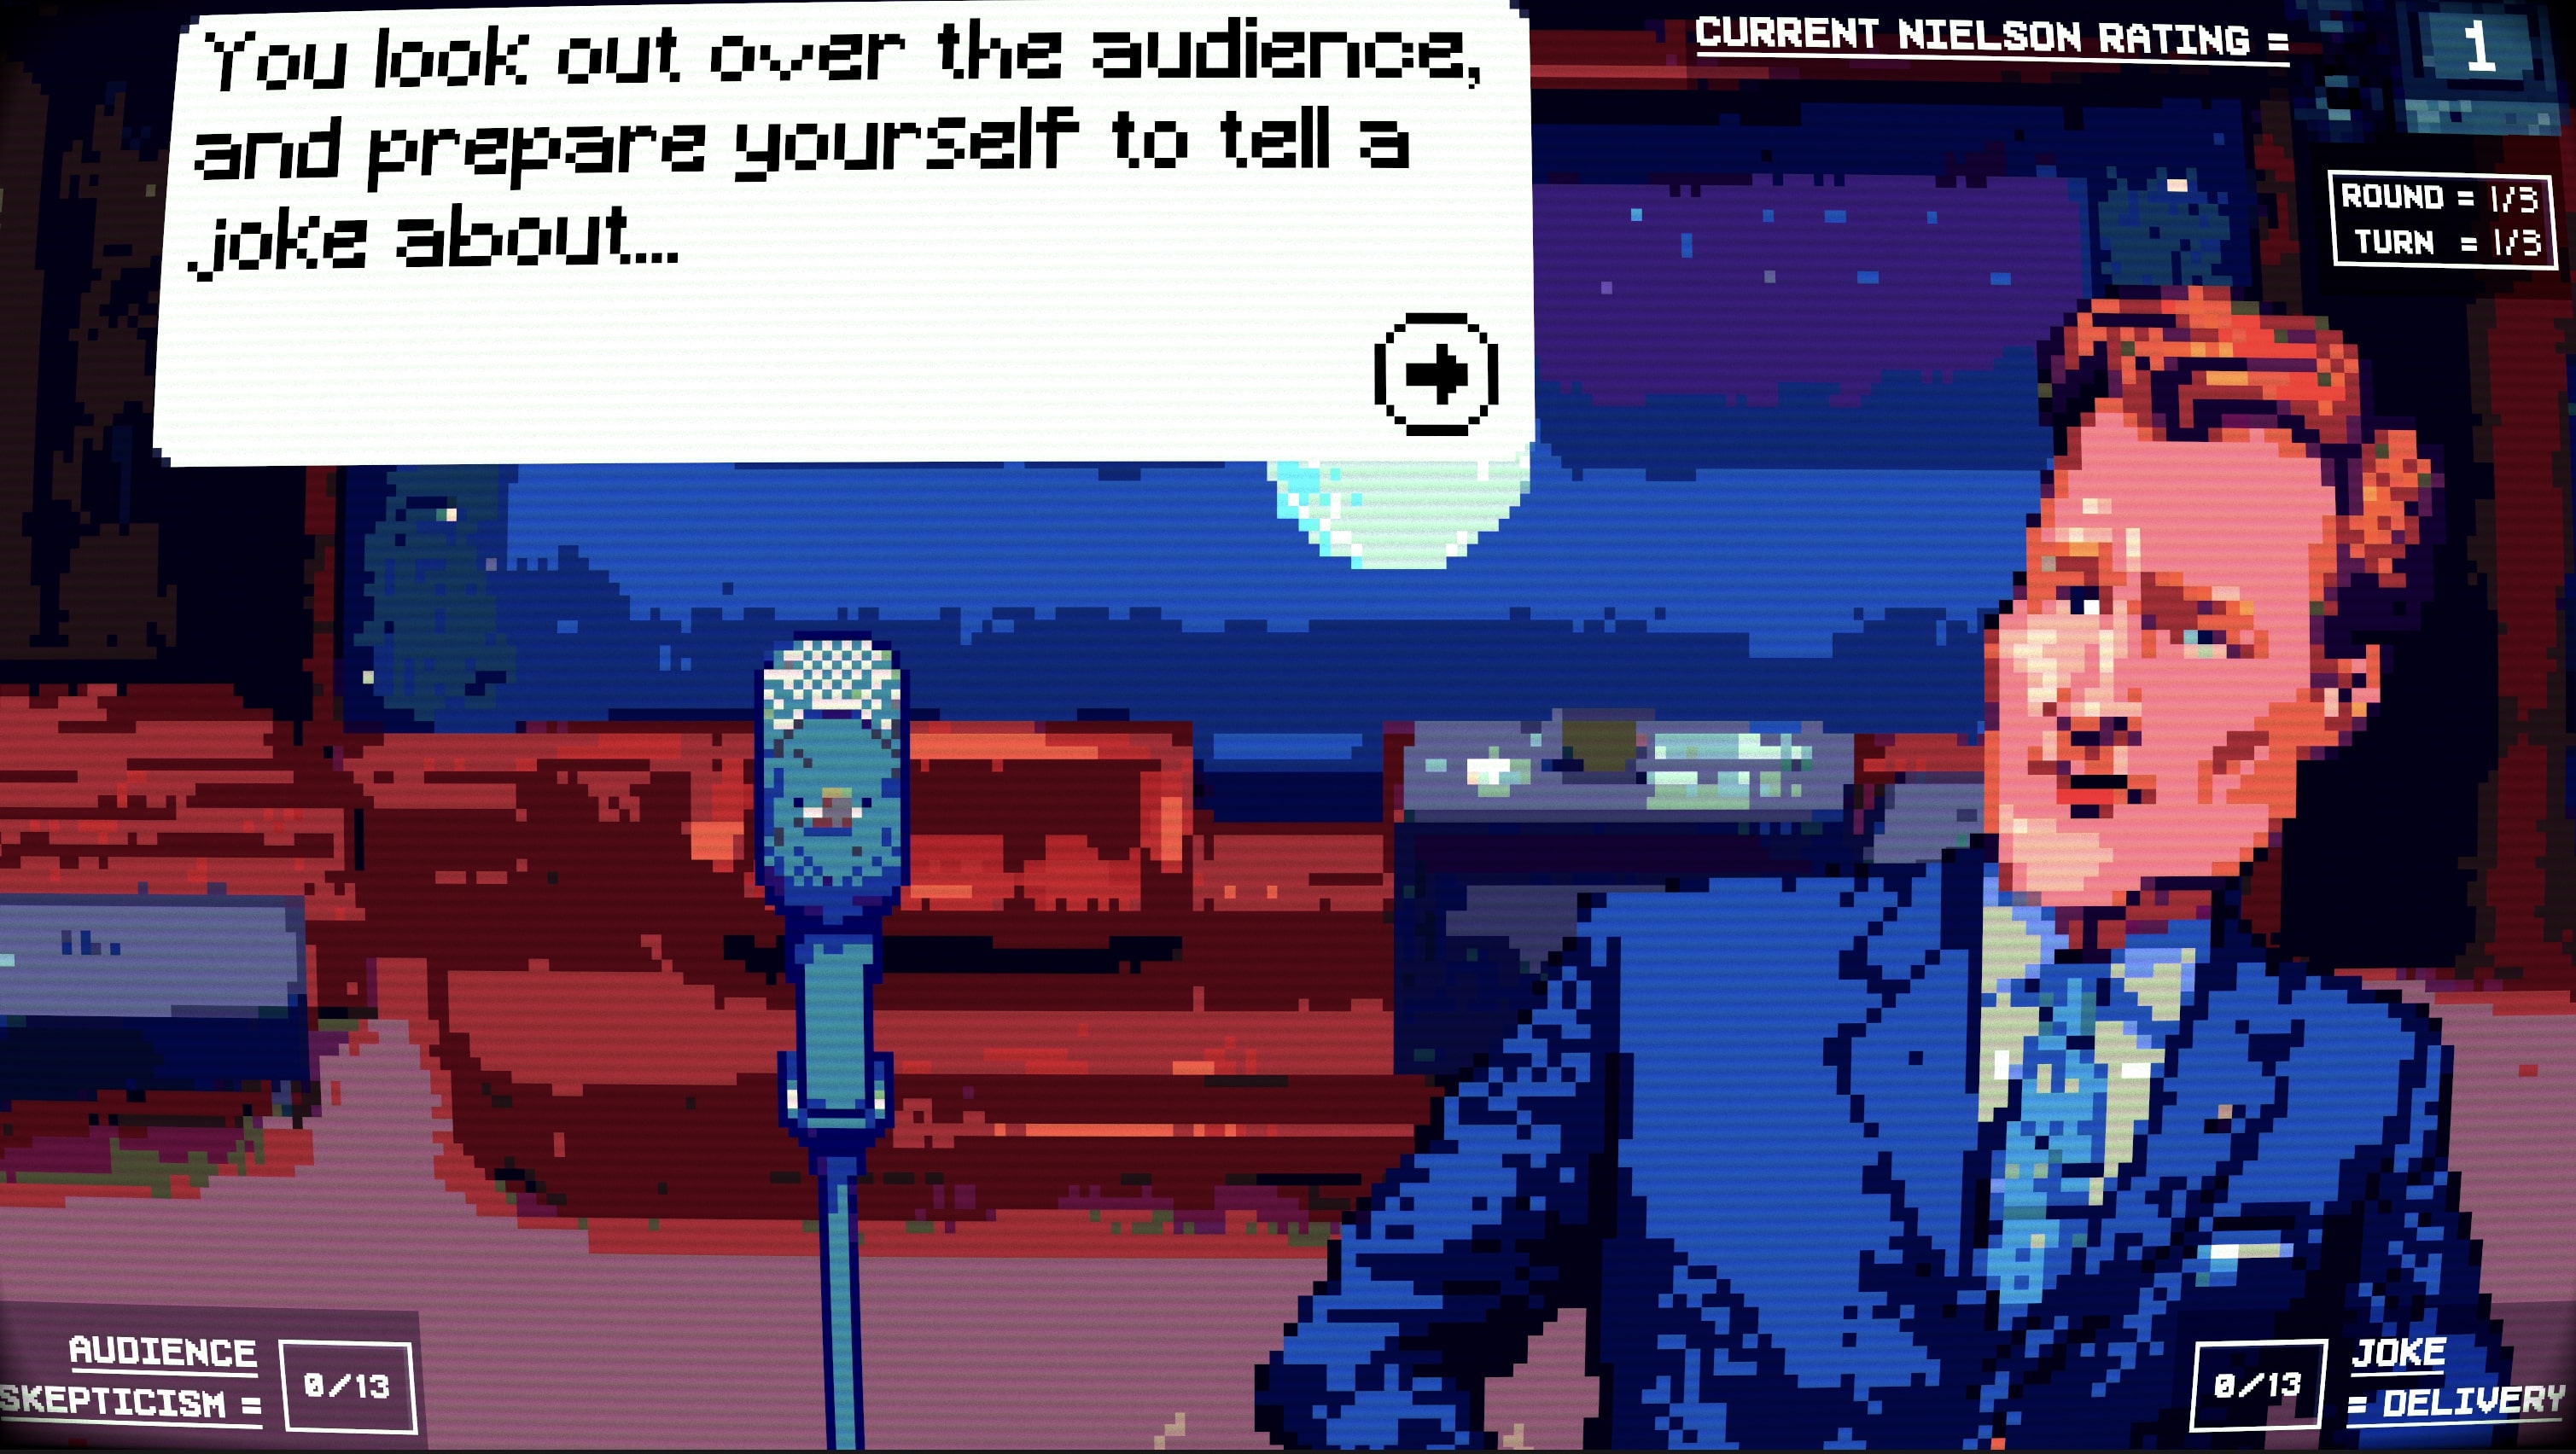 You look out over the audience,
and prepare yourself to tell a
joke about...
CURRENT NIELSON RATING =
1
ROUND = 1/3
TURN = 1/3
AUDIENCE
SKEPTICISM =
0/13
0/13
JOKE
= DELIVERY